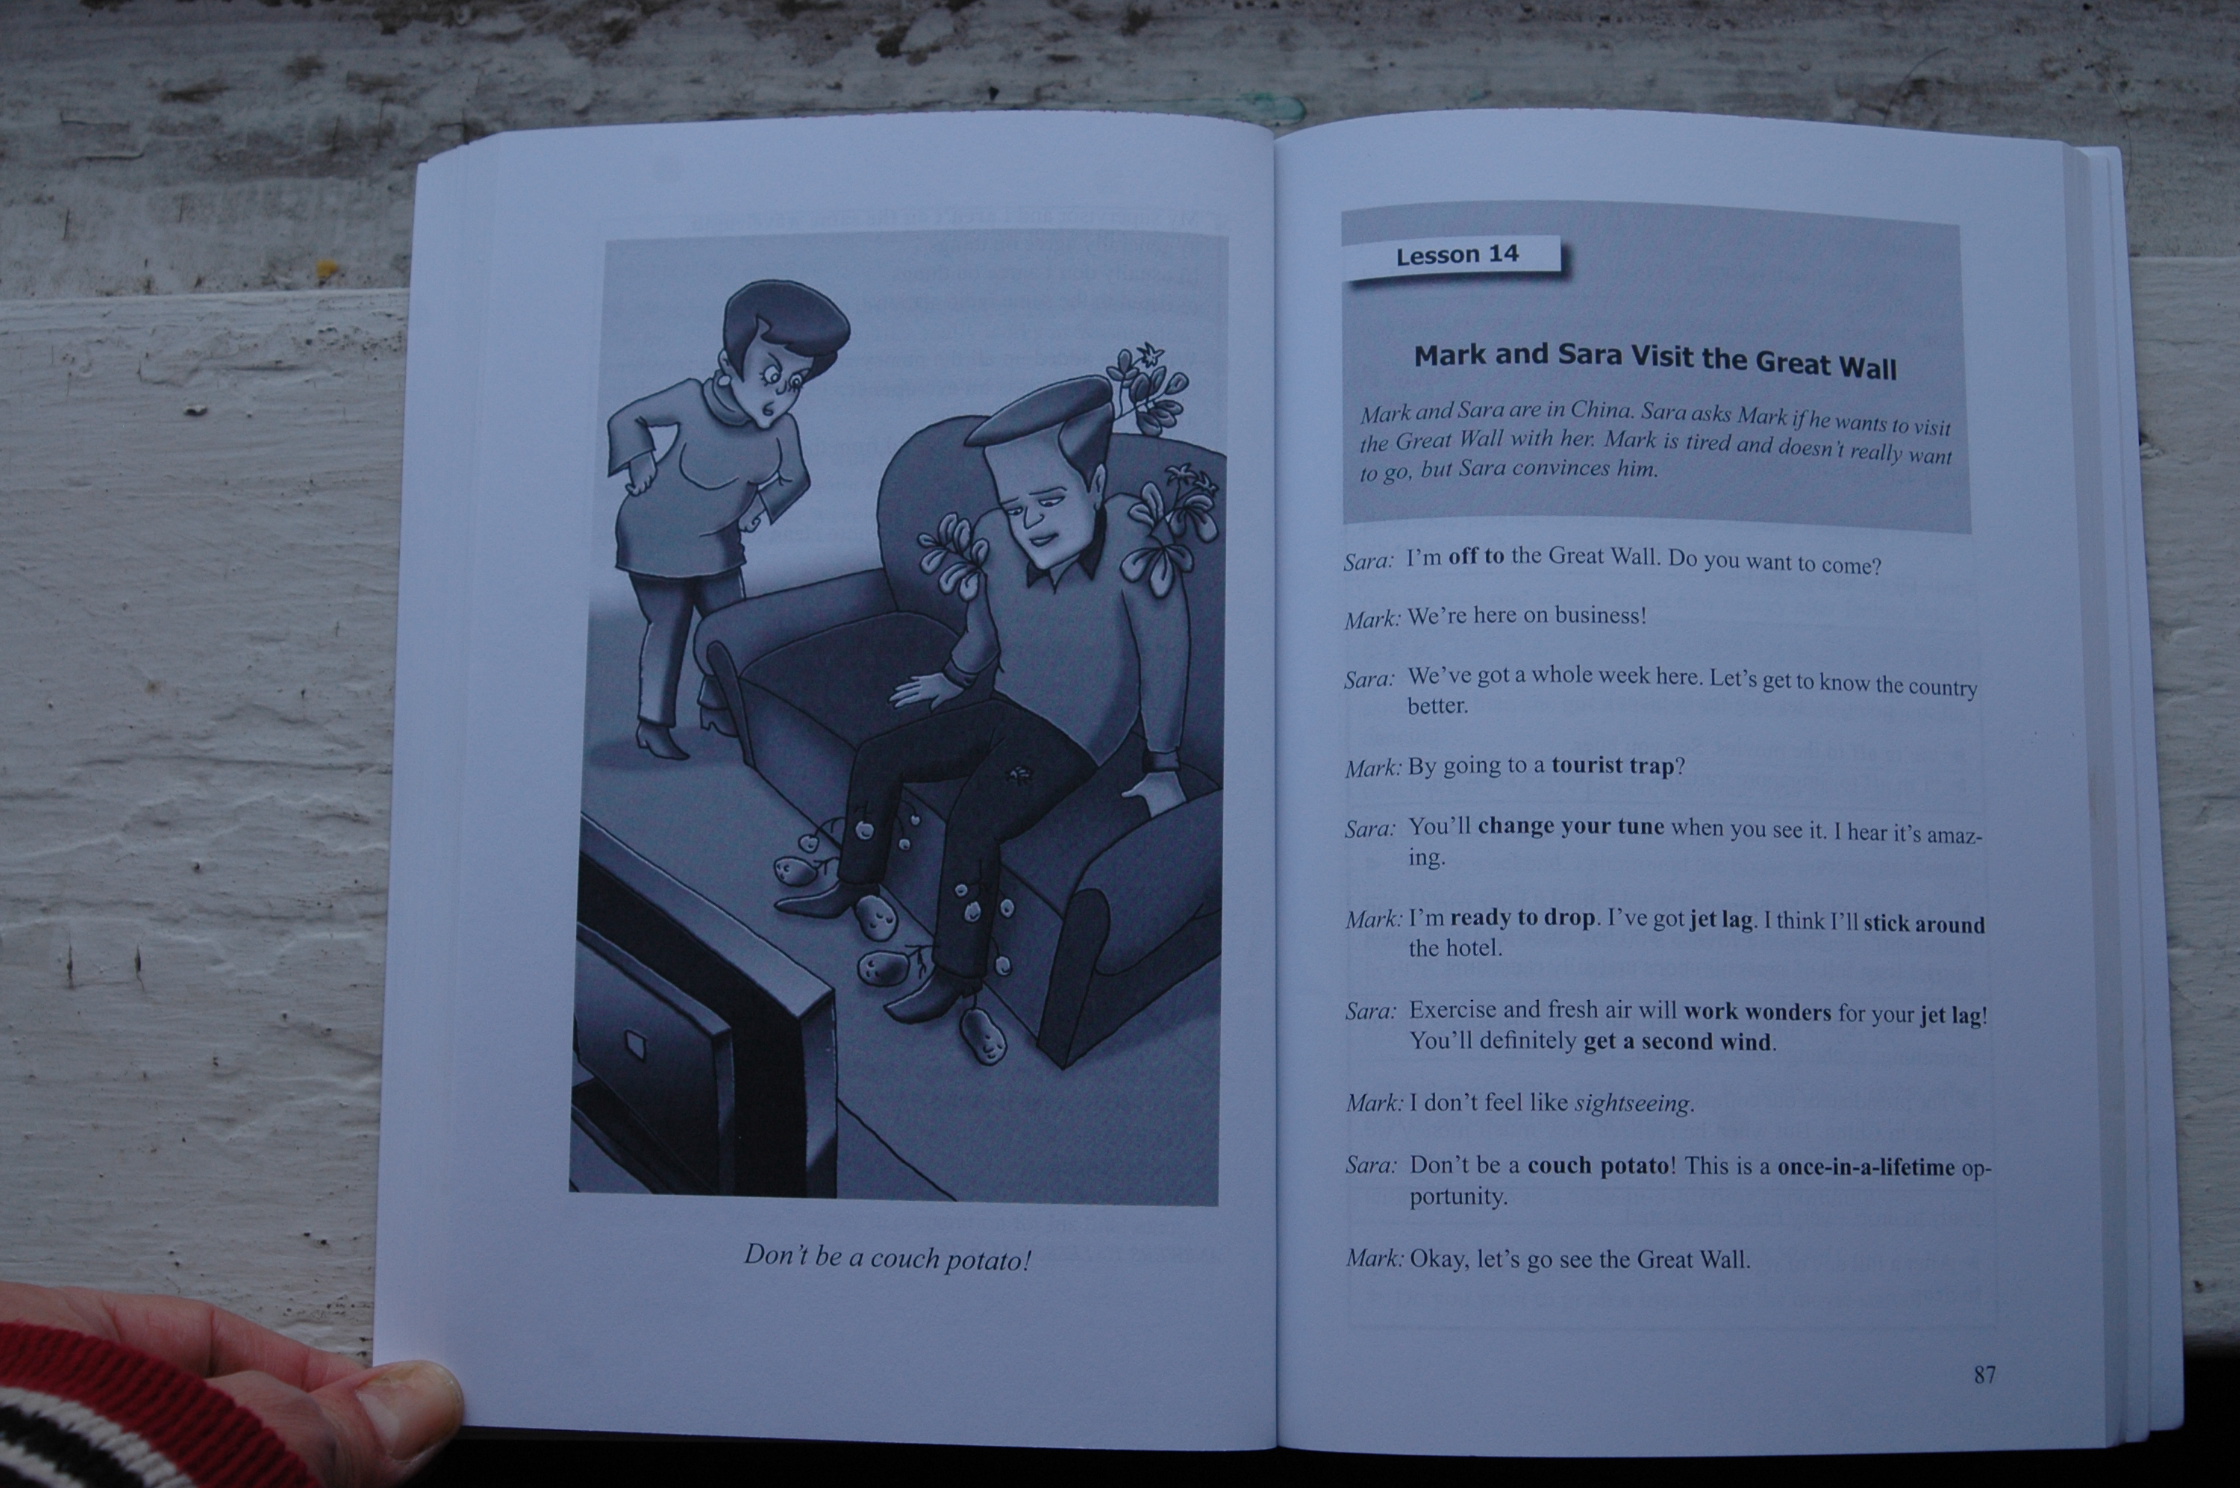 Don't be a couch potato!
Lesson 14
Mark and Sara Visit the Great Wall
Mark and Sara are in China. Sara asks Mark if he wants to visit
the Great Wall with her. Mark is tired and doesn't really want
to go, but Sara convinces him.
Sara: I'm off to the Great Wall. Do you want to come?
Mark: We're here on business!
Sara: We've got a whole week here. Let's get to know the country
better.
Mark: By going to a tourist trap?
Sara: You'll change your tune when you see it. I hear it's amaz-
ing.
Mark: I'm ready to drop. I've got jet lag. I think I'll stick around
the hotel.
Sara: Exercise and fresh air will work wonders for your jet lag!
You'll definitely get a second wind.
Mark: I don't feel like sightseeing.
Sara: Don't be a couch potato! This is a once-in-a-lifetime op-
portunity.
Mark: Okay, let's go see the Great Wall.
87